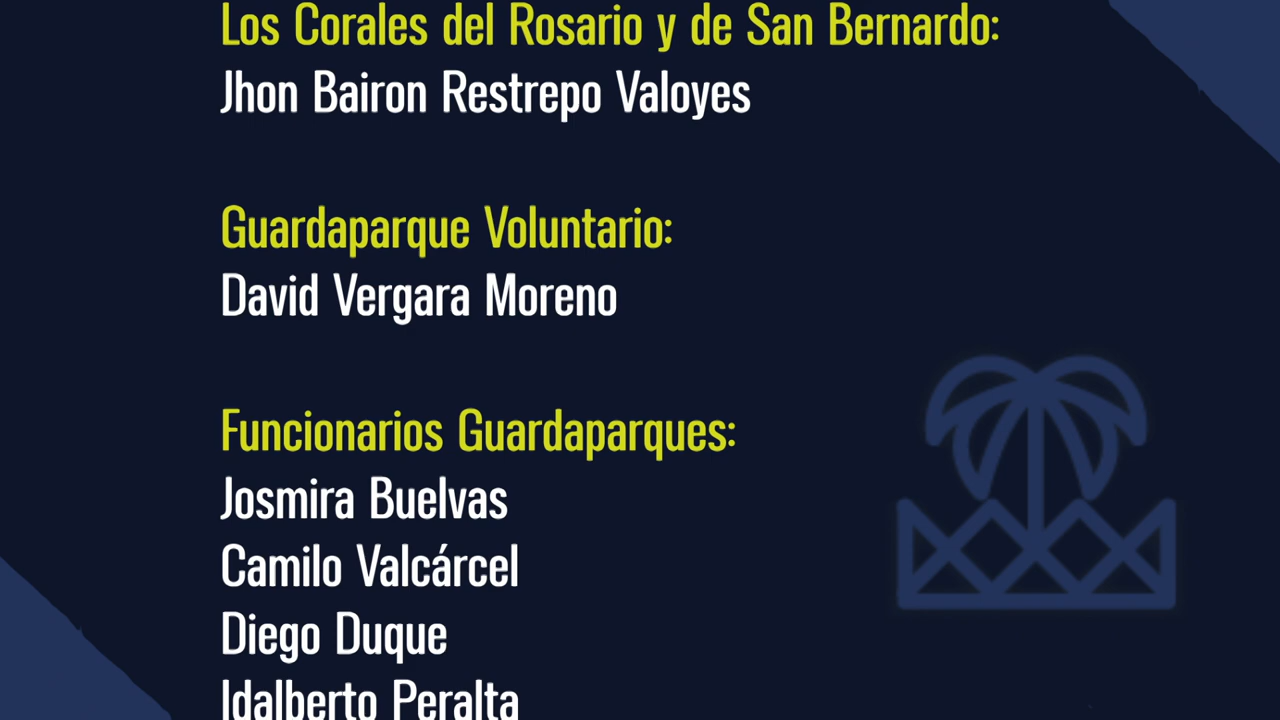 Los Corales del Rosario y de San Bernardo:
Jhon Bairon Restrepo Valoyes
Guardaparque Voluntario:
David Vergara Moreno
Funcionarios Guardaparques:
Josmira Buelvas
Camilo Valcárcel
Diego Duque
Idalberto Peralta